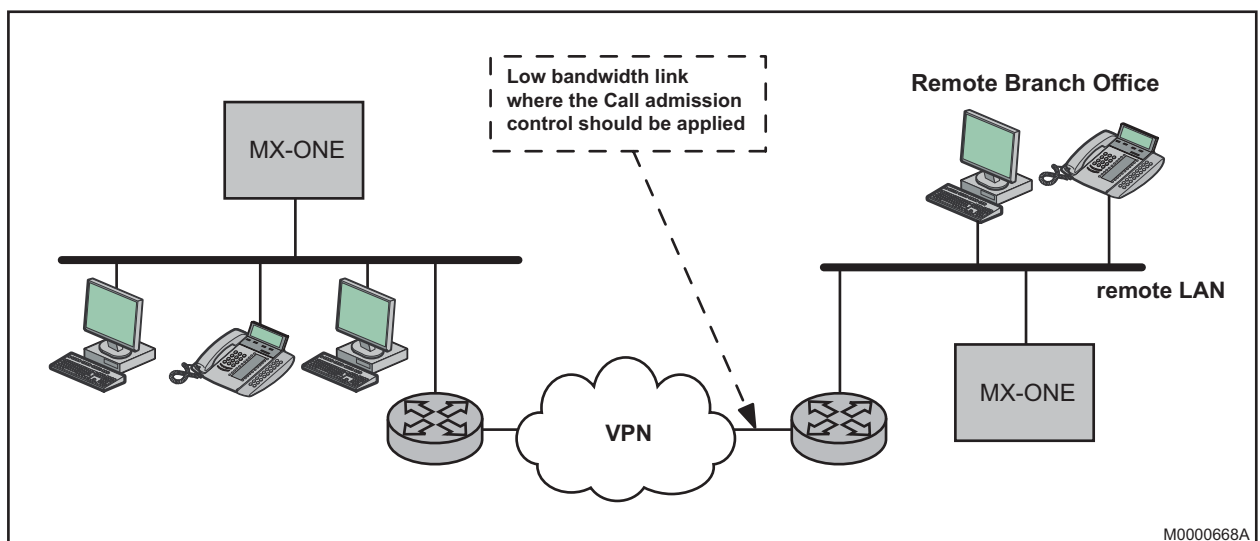 Low bandwidth link
where the Call admission
control should be applied
Remote Branch Office
MX-ONE
remote LAN
MX-ONE
VPN
M0000668A